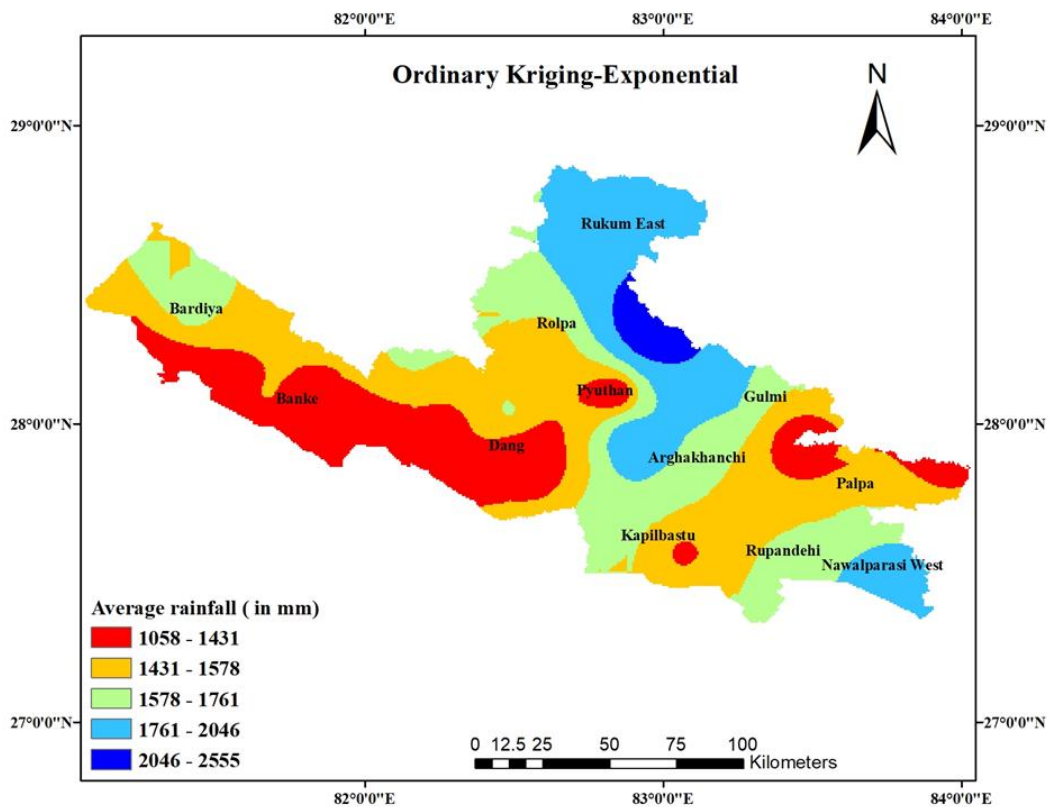 82°0'0"E 83°0'0"E 84°0'0"E
Ordinary Kriging-Exponential
N
29°0'0"N 29°0'0"N
Rukum East
Bardiya
Rolpa
Pyuthan
Gulmi
Banke
28°0'0"N 28°0'0"N
Dang
Arghakhanchi
Palpa
Kapilbastu
Rupandehi
Nawalparasi West
Average rainfall ( in mm)
1058 - 1431
1431 - 1578
1578 - 1761
1761 - 2046
2046 - 2555
27°0'0"N 27°0'0"N
0 12.5 25 50 75 100
Kilometers
82°0'0"E 83°0'0"E 84°0'0"E